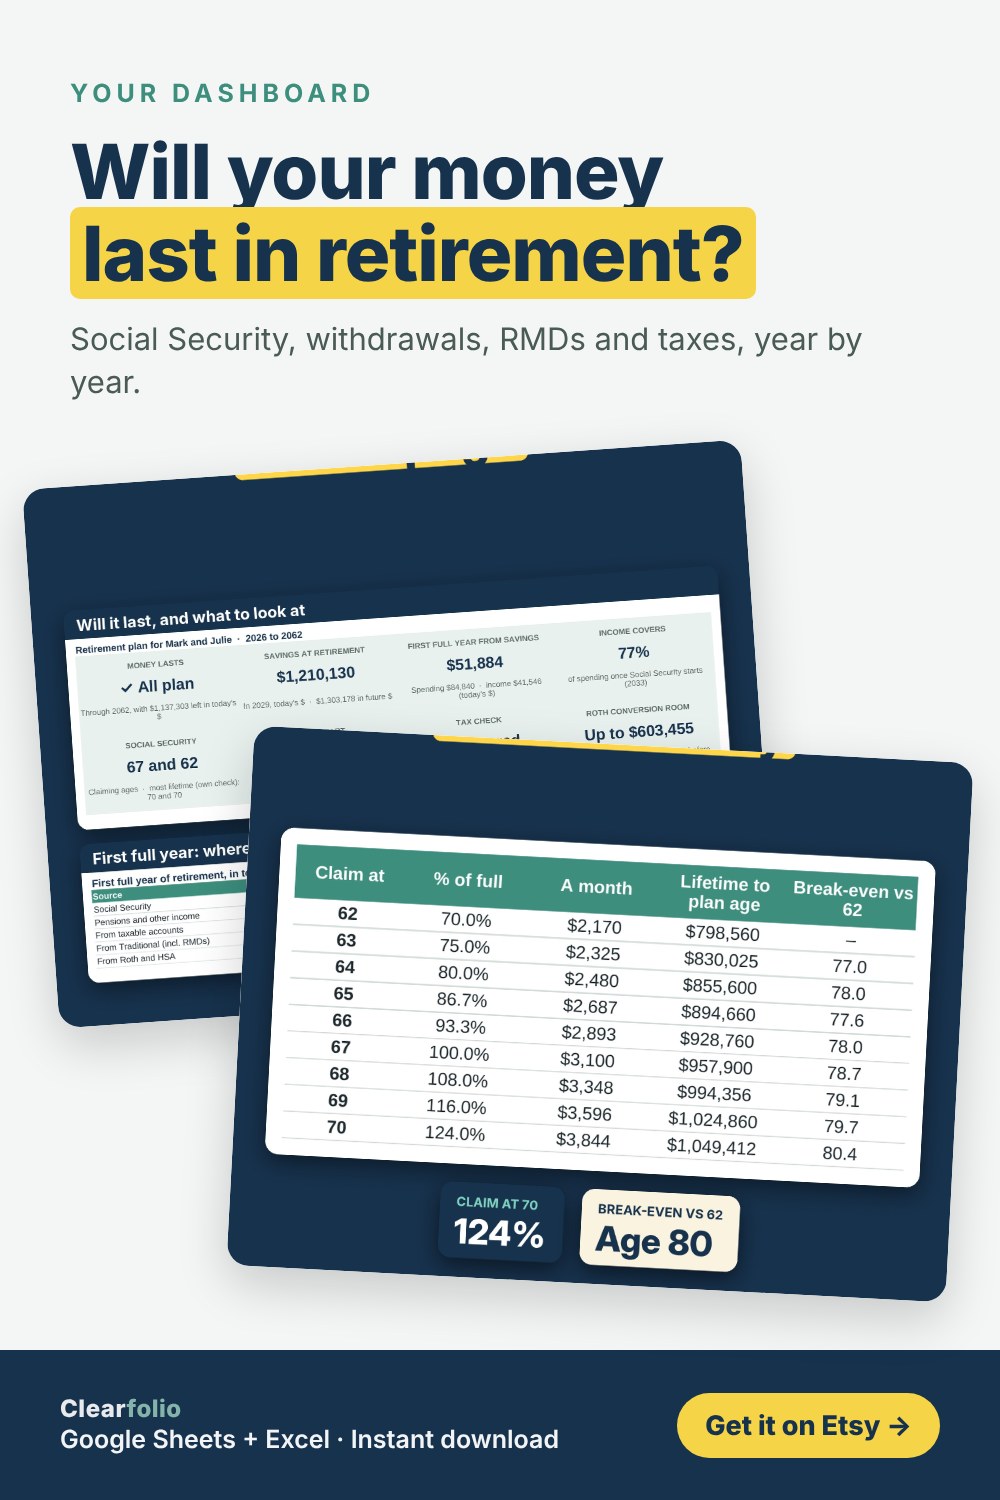 YOUR DASHBOARD
Will your money
last in retirement?
Social Security, withdrawals, RMDs and taxes, year by
year.
Will it last, and what to look at
Retirement plan for Mark and Julie · 2026 to 2062
MONEY LASTS
✓ All plan
Through 2062, with $1,137,303 left in today's
$
SAVINGS AT RETIREMENT
$1,210,130
In 2029, today's $ · $1,303,178 in future $
FIRST FULL YEAR FROM SAVINGS
$51,884
Spending $84,840 · income $41,546
(today's $)
INCOME COVERS
77%
of spending once Social Security starts
(2033)
SOCIAL SECURITY
67 and 62
Claiming ages · most lifetime (own check):
70 and 70
TAX CHECK
ROTH CONVERSION ROOM
Up to $603,455
First full year: where
First full year of retirement, in
Source
Social Security
Pensions and other income
From taxable accounts
From Traditional (incl. RMDs)
From Roth and HSA
Claim at % of full A month Lifetime to plan age Break-even vs 62
62 70.0% $2,170 $798,560 –
63 75.0% $2,325 $830,025 77.0
64 80.0% $2,480 $855,600 78.0
65 86.7% $2,687 $894,660 77.6
66 93.3% $2,893 $928,760 78.0
67 100.0% $3,100 $957,900 78.7
68 108.0% $3,348 $994,356 79.1
69 116.0% $3,596 $1,024,860 79.7
70 124.0% $3,844 $1,049,412 80.4
CLAIM AT 70
124%
BREAK-EVEN VS 62
Age 80
Clearfolio
Google Sheets + Excel · Instant download
Get it on Etsy →